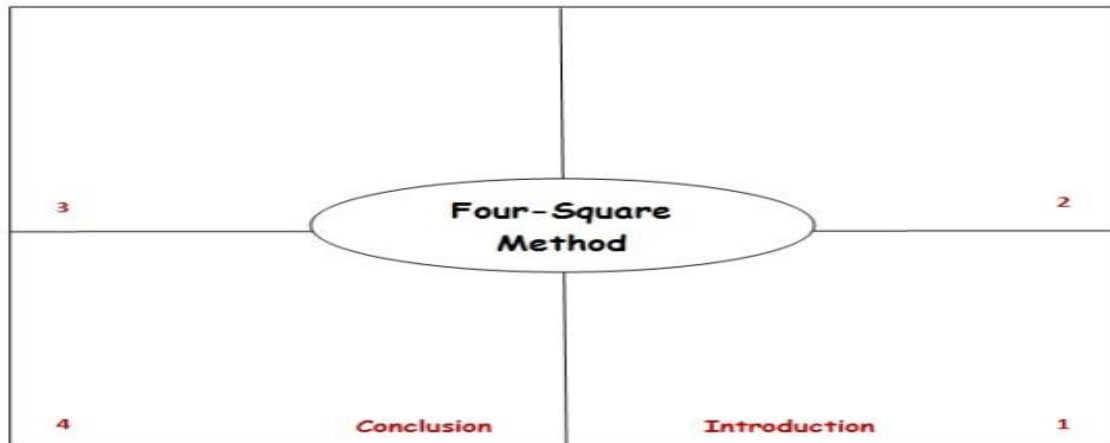 3
2
Four-Square
Method
4
Conclusion
Introduction
1